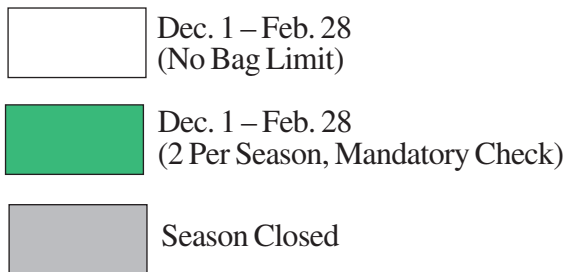 Dec. 1 – Feb. 28
(No Bag Limit)
Dec. 1 – Feb. 28
(2 Per Season, Mandatory Check)
Season Closed